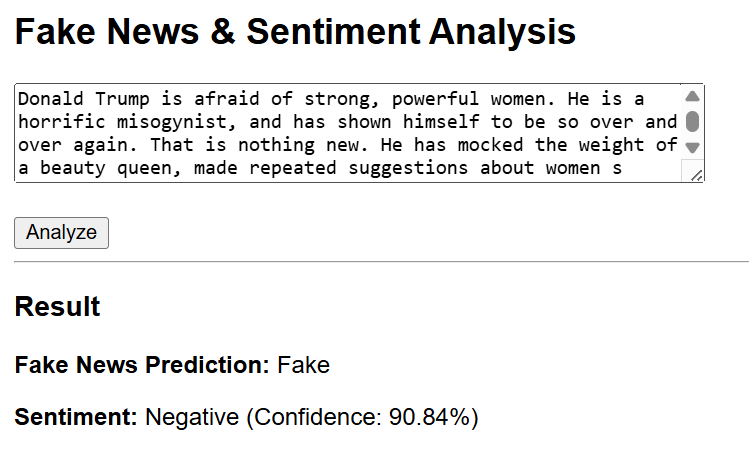 Fake News & Sentiment Analysis
Donald Trump is afraid of strong, powerful women. He is a
horrific misogynist, and has shown himself to be so over and
over again. That is nothing new. He has mocked the weight of
a beauty queen, made repeated suggestions about women s
Analyze
Result
Fake News Prediction: Fake
Sentiment: Negative (Confidence: 90.84%)